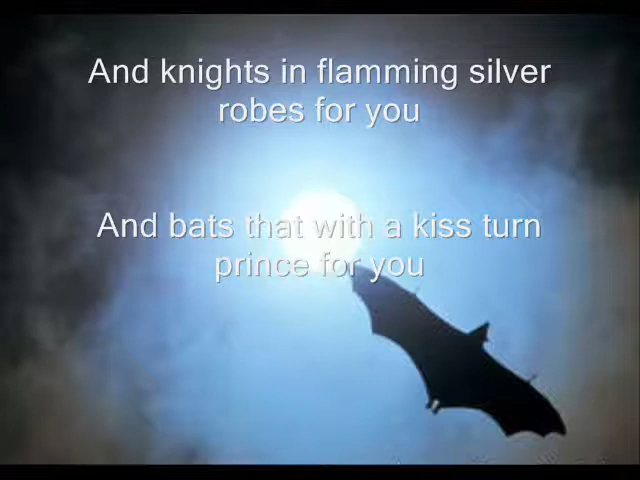 And knights in flamming silver
robes for you
And bats that with a kiss turn
prince for you